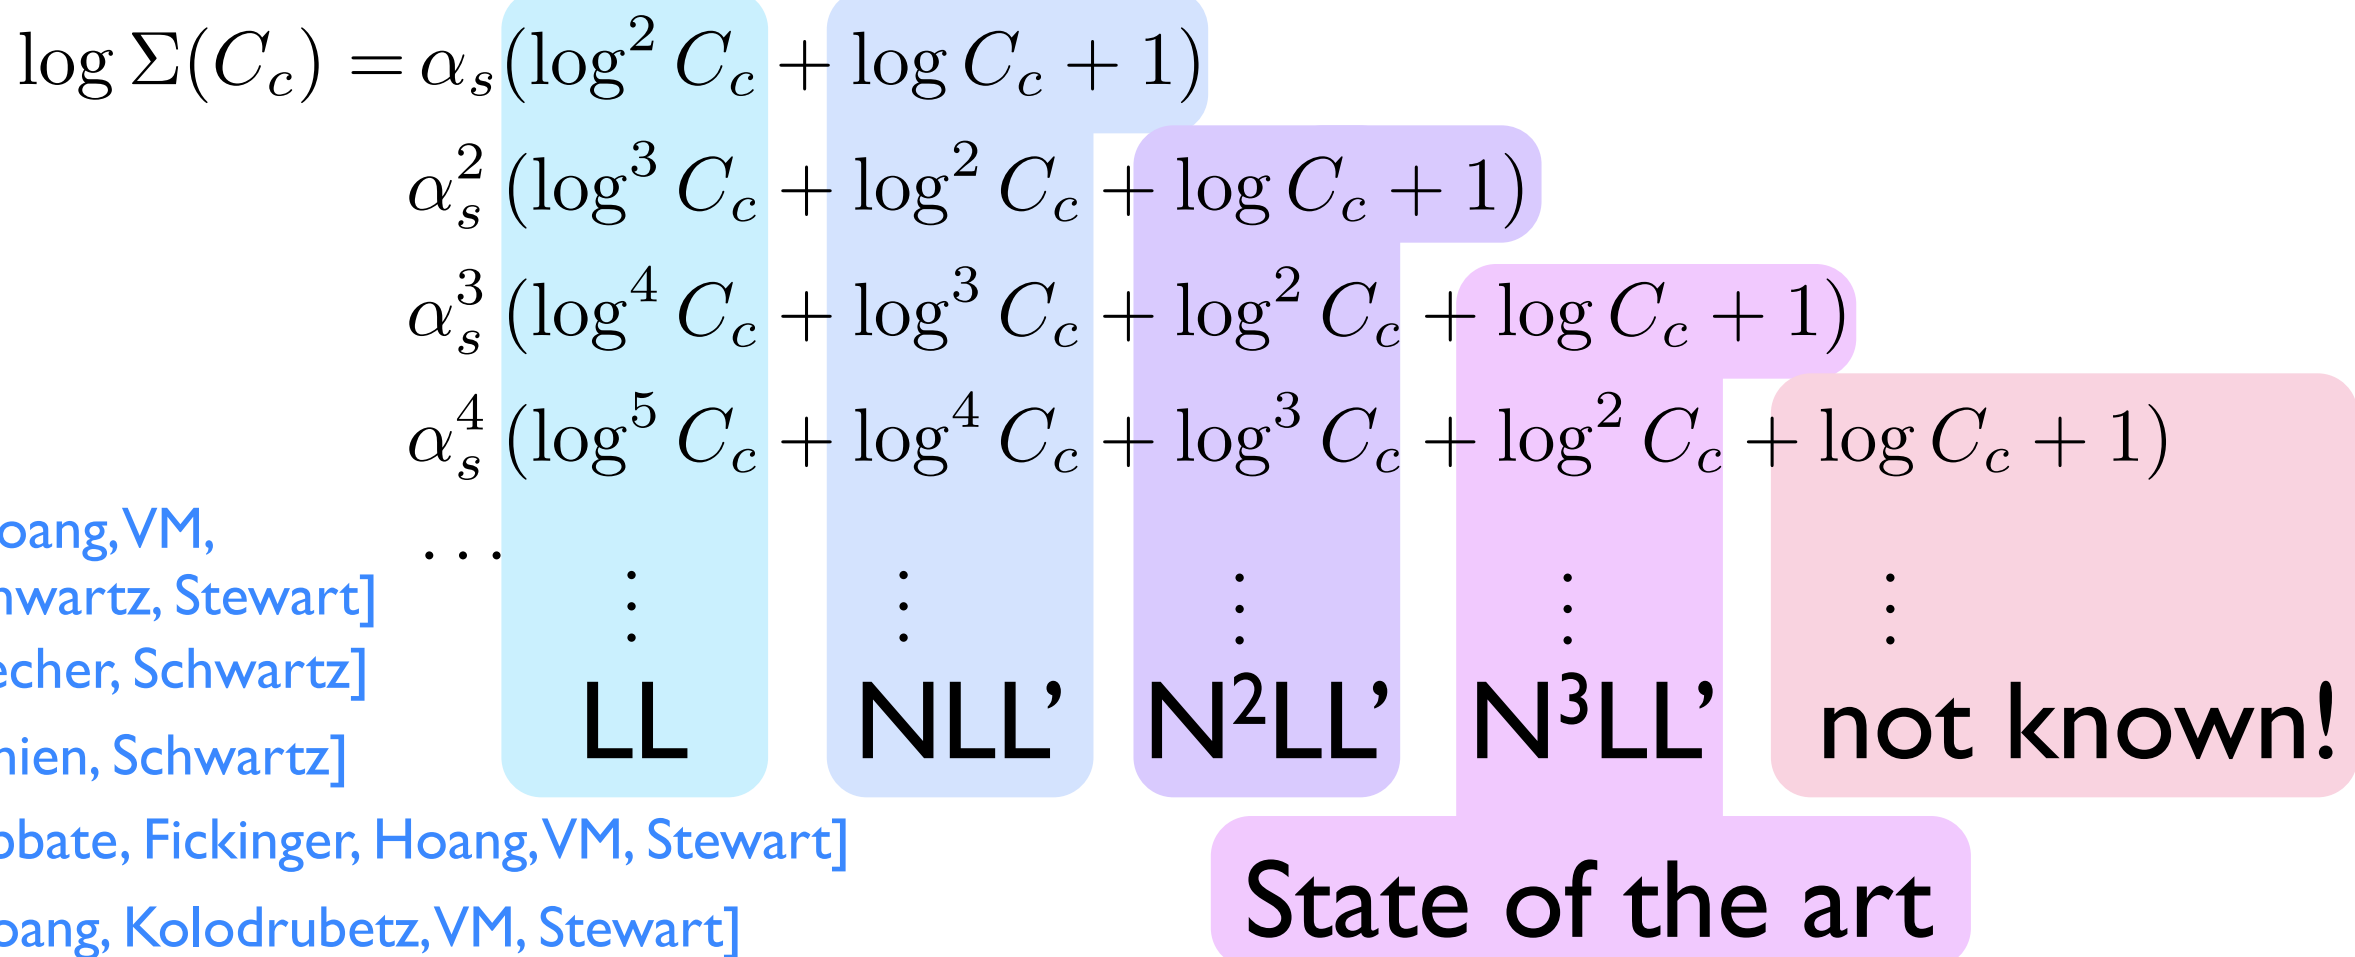 log Σ(C_c) = α_s(log² C_c + log C_c + 1)
α_s²(log³ C_c + log² C_c + log C_c + 1)
α_s³(log⁴ C_c + log³ C_c + log² C_c + log C_c + 1)
α_s⁴(log⁵ C_c + log⁴ C_c + log³ C_c + log² C_c + log C_c + 1)
oang, VM,
...
hwartz, Stewart]
⋮ ⋮ ⋮ ⋮ ⋮
echer, Schwartz]
LL NLL’ N²LL’ N³LL’ not known!
hien, Schwartz]
bbate, Fickinger, Hoang, VM, Stewart]
oang, Kolodrubetz, VM, Stewart]
State of the art